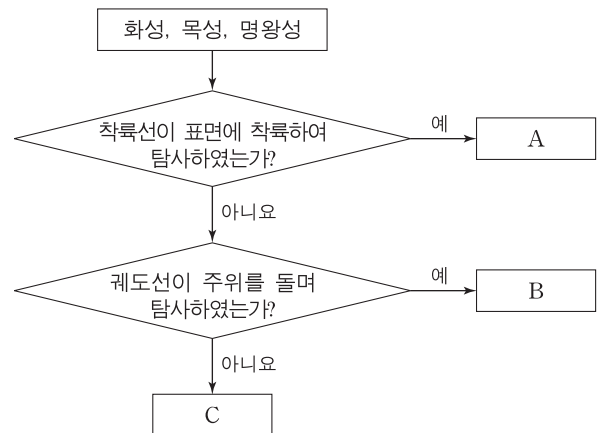 화성, 목성, 명왕성
착륙선이 표면에 착륙하여
탐사하였는가?
예
A
아니요
궤도선이 주위를 돌며
탐사하였는가?
예
B
아니요
C